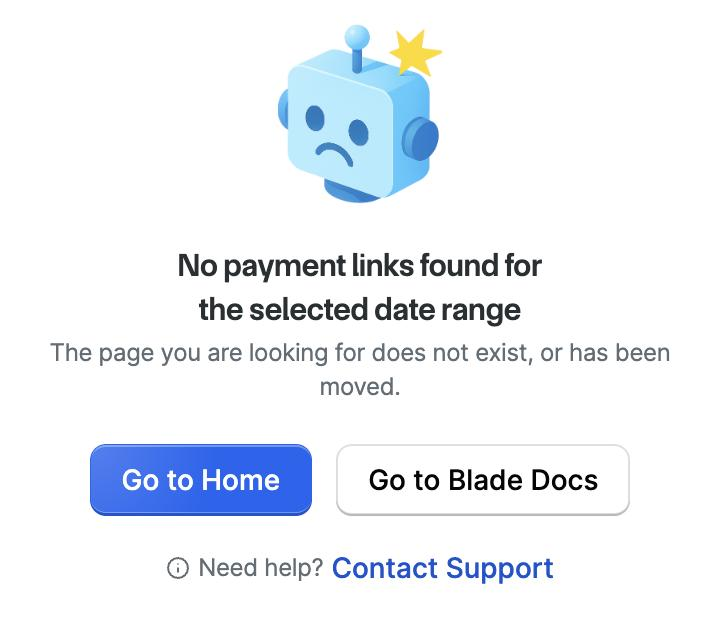 No payment links found for
the selected date range
The page you are looking for does not exist, or has been
moved.
Go to Home
Go to Blade Docs
Need help? Contact Support